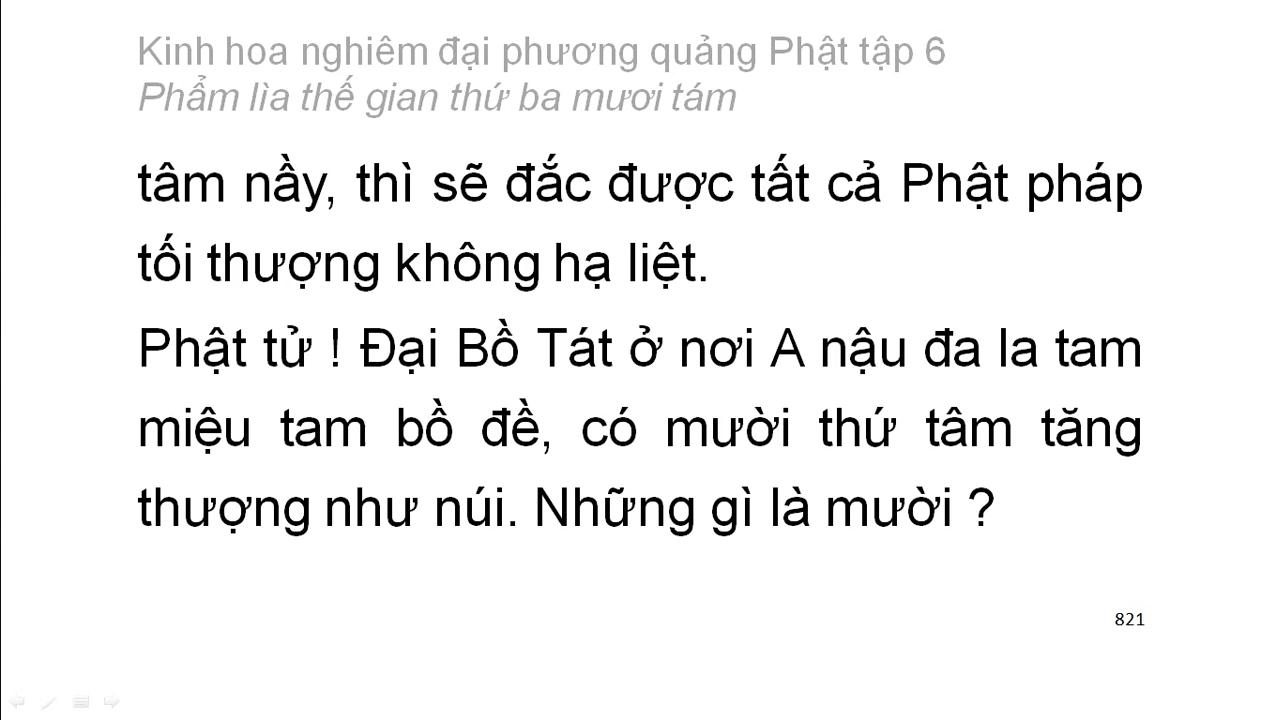 Kinh hoa nghiêm đại phương quảng Phật tập 6
Phẩm lìa thế gian thứ ba mươi tám
tâm nầy, thì sẽ đắc được tất cả Phật pháp
tối thượng không hạ liệt.
Phật tử ! Đại Bồ Tát ở nơi A nậu đa la tam
miệu tam bồ đề, có mười thứ tâm tăng
thượng như núi. Những gì là mười ?
821